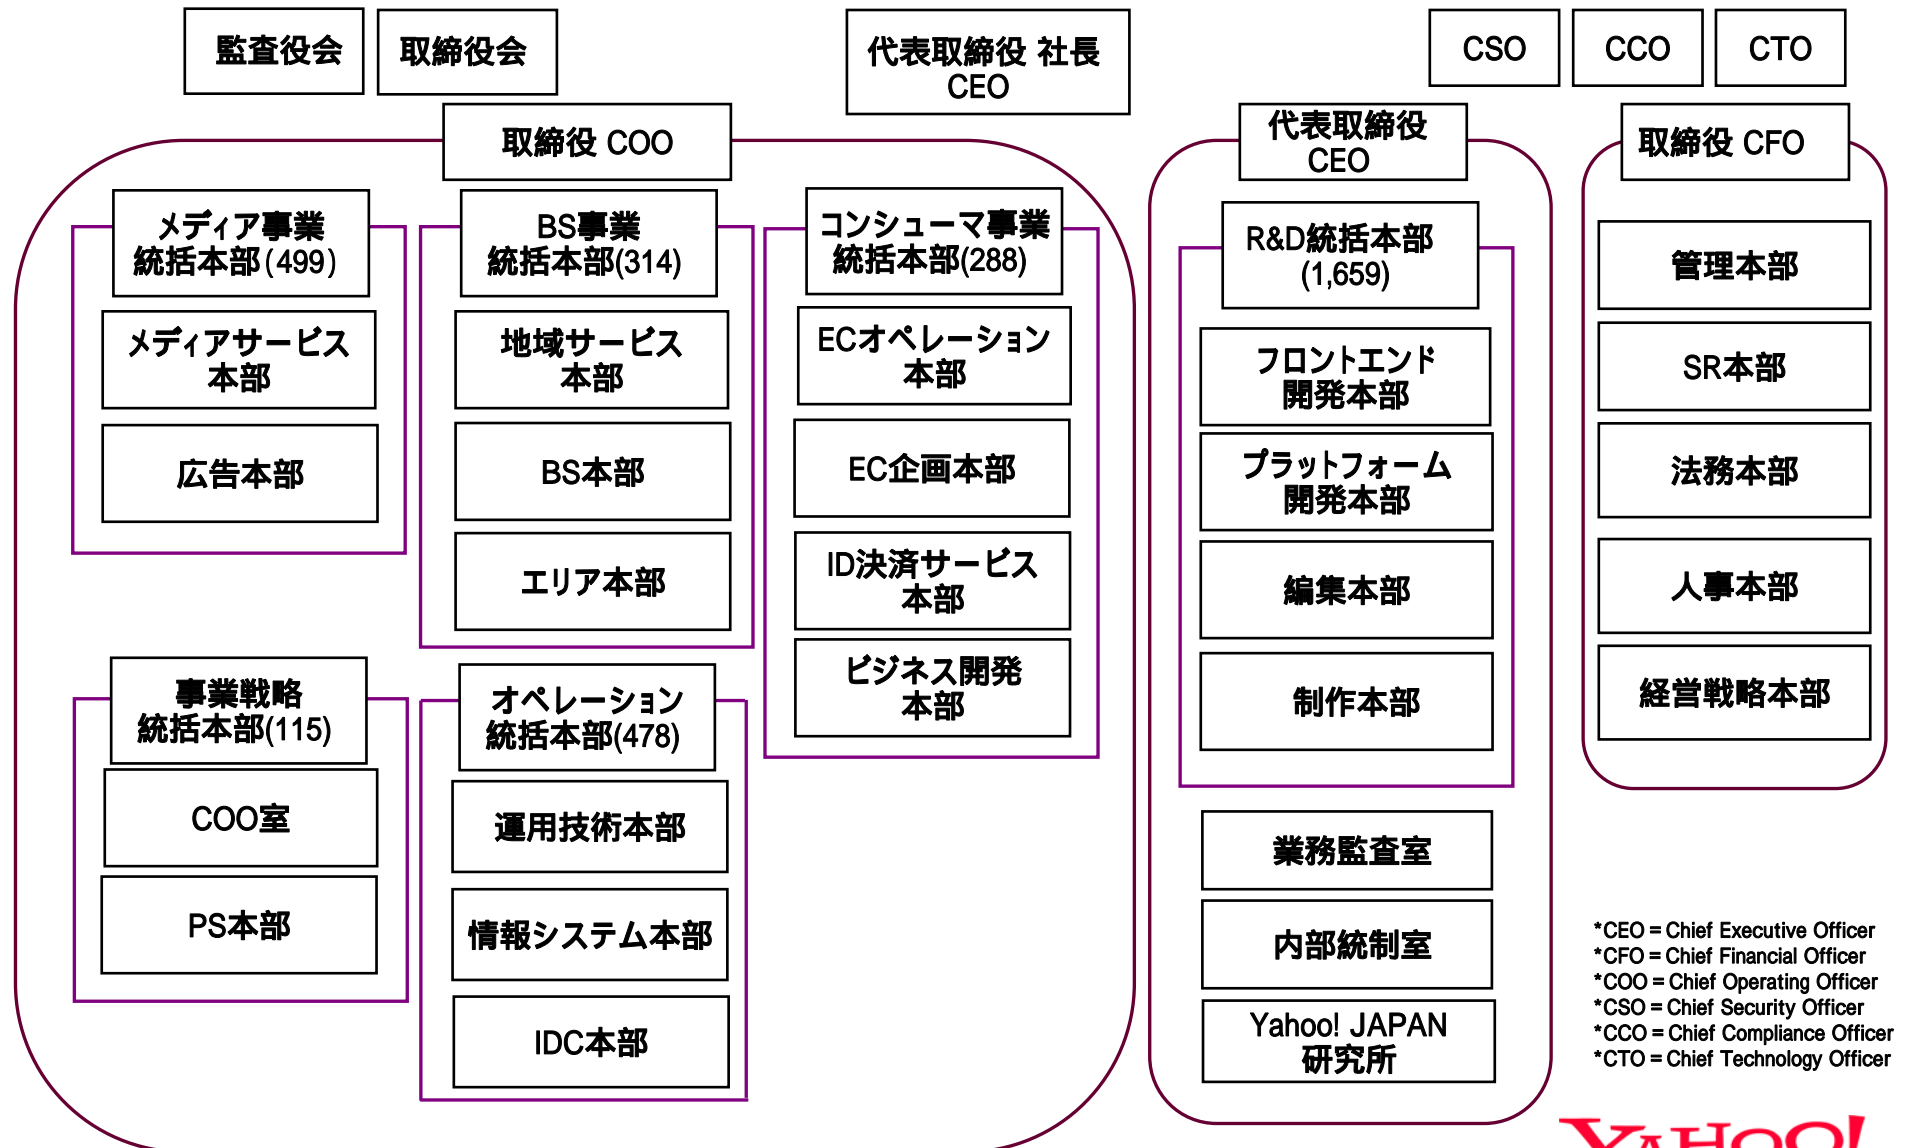 監査役会
取締役会
代表取締役 社長
CEO
CSO
CCO
CTO
取締役 COO
メディア事業
統括本部(499)
メディアサービス
本部
広告本部
BS事業
統括本部(314)
地域サービス
本部
BS本部
エリア本部
コンシューマ事業
統括本部(288)
ECオペレーション
本部
EC企画本部
ID決済サービス
本部
ビジネス開発
本部
事業戦略
統括本部(115)
COO室
PS本部
オペレーション
統括本部(478)
運用技術本部
情報システム本部
IDC本部
代表取締役
CEO
R&D統括本部
(1,659)
フロントエンド
開発本部
プラットフォーム
開発本部
編集本部
制作本部
業務監査室
内部統制室
Yahoo! JAPAN
研究所
取締役 CFO
管理本部
SR本部
法務本部
人事本部
経営戦略本部
*CEO = Chief Executive Officer
*CFO = Chief Financial Officer
*COO = Chief Operating Officer
*CSO = Chief Security Officer
*CCO = Chief Compliance Officer
*CTO = Chief Technology Officer
YAHOO!